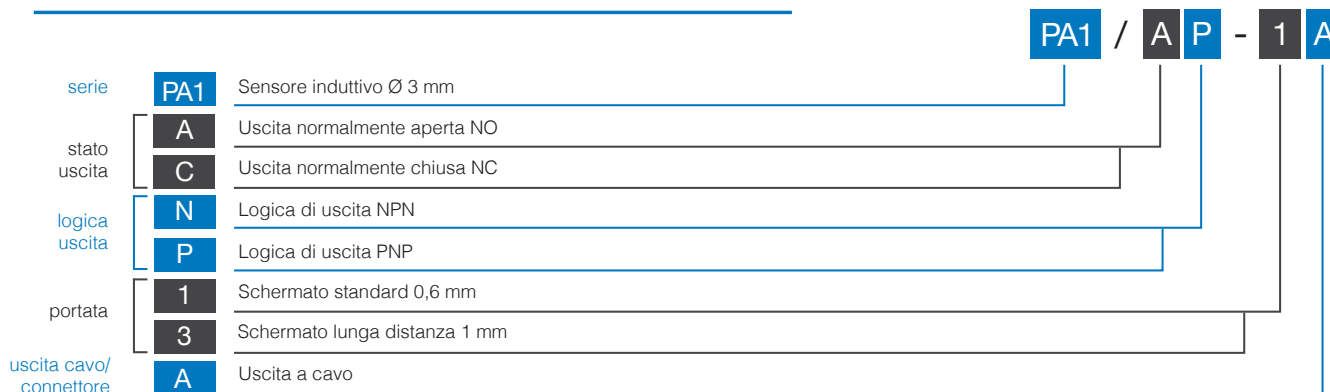 PA1 / A P - 1 A
serie PA1 Sensore induttivo Ø 3 mm
stato
uscita
A Uscita normalmente aperta NO
C Uscita normalmente chiusa NC
logica
uscita
N Logica di uscita NPN
P Logica di uscita PNP
portata
1 Schermato standard 0,6 mm
3 Schermato lunga distanza 1 mm
uscita cavo/
connettore
A Uscita a cavo